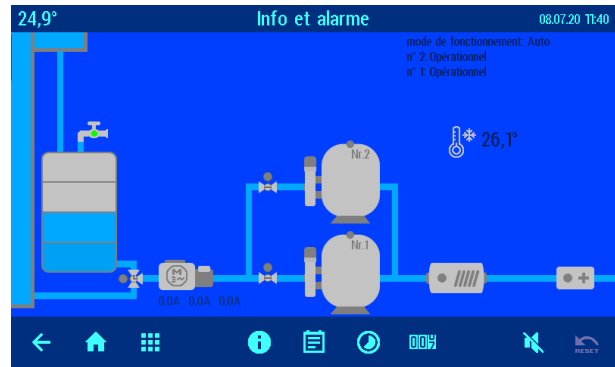 24,9° Info et alarme 08.07.20 11:40
mode de fonctionnement: Auto
n° 2:Opérationnel
n° 1:Opérationnel
Nr.2
26,1°
Nr.1
M
3~
0,0A 0,0A 0,0A
RESET